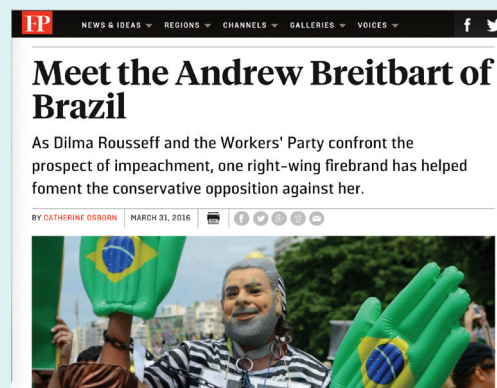 FP NEWS & IDEAS REGIONS CHANNELS GALLERIES VOICES
Meet the Andrew Breitbart of
Brazil
As Dilma Rousseff and the Workers' Party confront the
prospect of impeachment, one right-wing firebrand has helped
foment the conservative opposition against her.
BY CATHERINE OSBORN MARCH 31, 2016